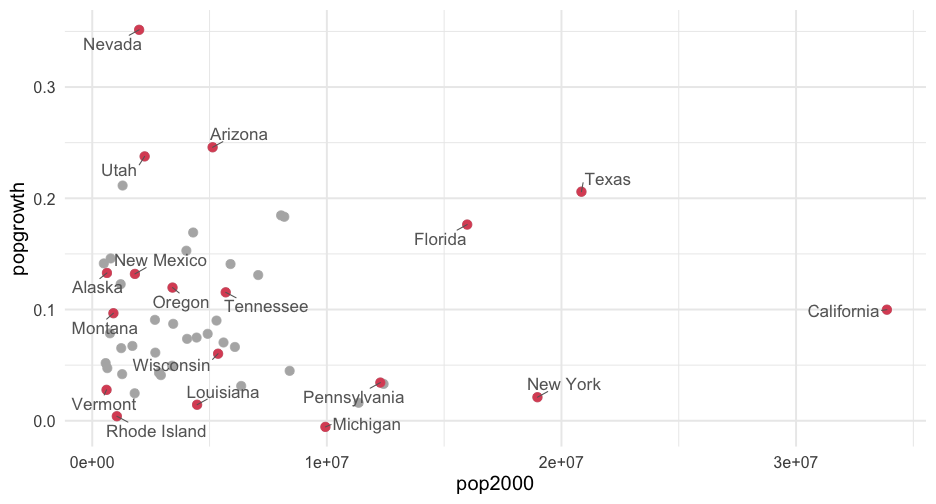 Nevada
0.3
Arizona
Utah
Texas
0.2
Florida
popgrowth
New Mexico
Alaska
Oregon
Tennessee
0.1
California
Montana
Wisconsin
New York
Louisiana
Pennsylvania
Vermont
0.0
Michigan
Rhode Island
0e+00 1e+07 2e+07 3e+07
pop2000